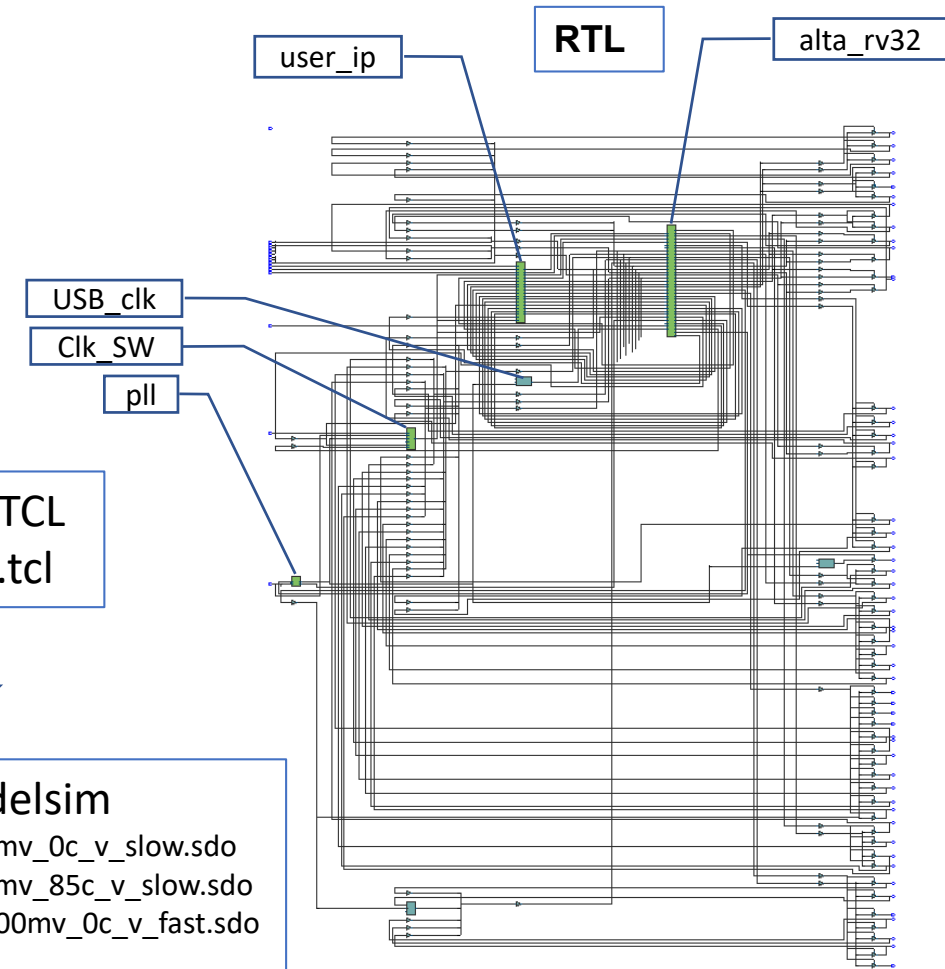 RTL
user_ip
alta_rv32
USB_clk
Clk_SW
pll
TCL
.tcl
delsim
mv_0c_v_slow.sdo
mv_85c_v_slow.sdo
00mv_0c_v_fast.sdo